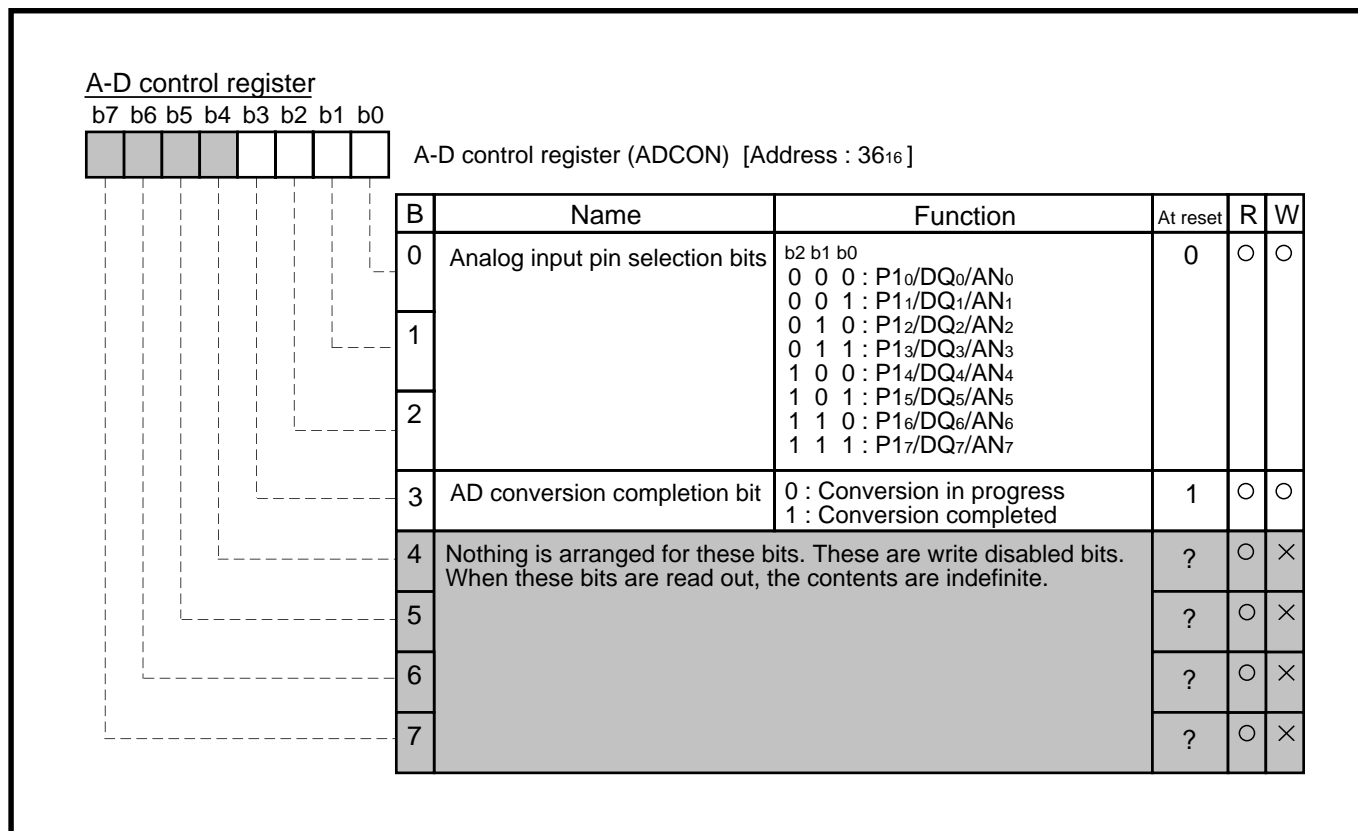 A-D control register
b7 b6 b5 b4 b3 b2 b1 b0
A-D control register (ADCON) [Address : 36₁₆]
B Name Function At reset R W
0 Analog input pin selection bits b2 b1 b0 0 ○ ○
0 0 0 : P1₀/DQ₀/AN₀
0 0 1 : P1₁/DQ₁/AN₁
0 1 0 : P1₂/DQ₂/AN₂
1
0 1 1 : P1₃/DQ₃/AN₃
1 0 0 : P1₄/DQ₄/AN₄
1 0 1 : P1₅/DQ₅/AN₅
2
1 1 0 : P1₆/DQ₆/AN₆
1 1 1 : P1₇/DQ₇/AN₇
3 AD conversion completion bit 0 : Conversion in progress 1 ○ ○
1 : Conversion completed
4 Nothing is arranged for these bits. These are write disabled bits. ? ○ ×
When these bits are read out, the contents are indefinite.
5 ? ○ ×
6 ? ○ ×
7 ? ○ ×